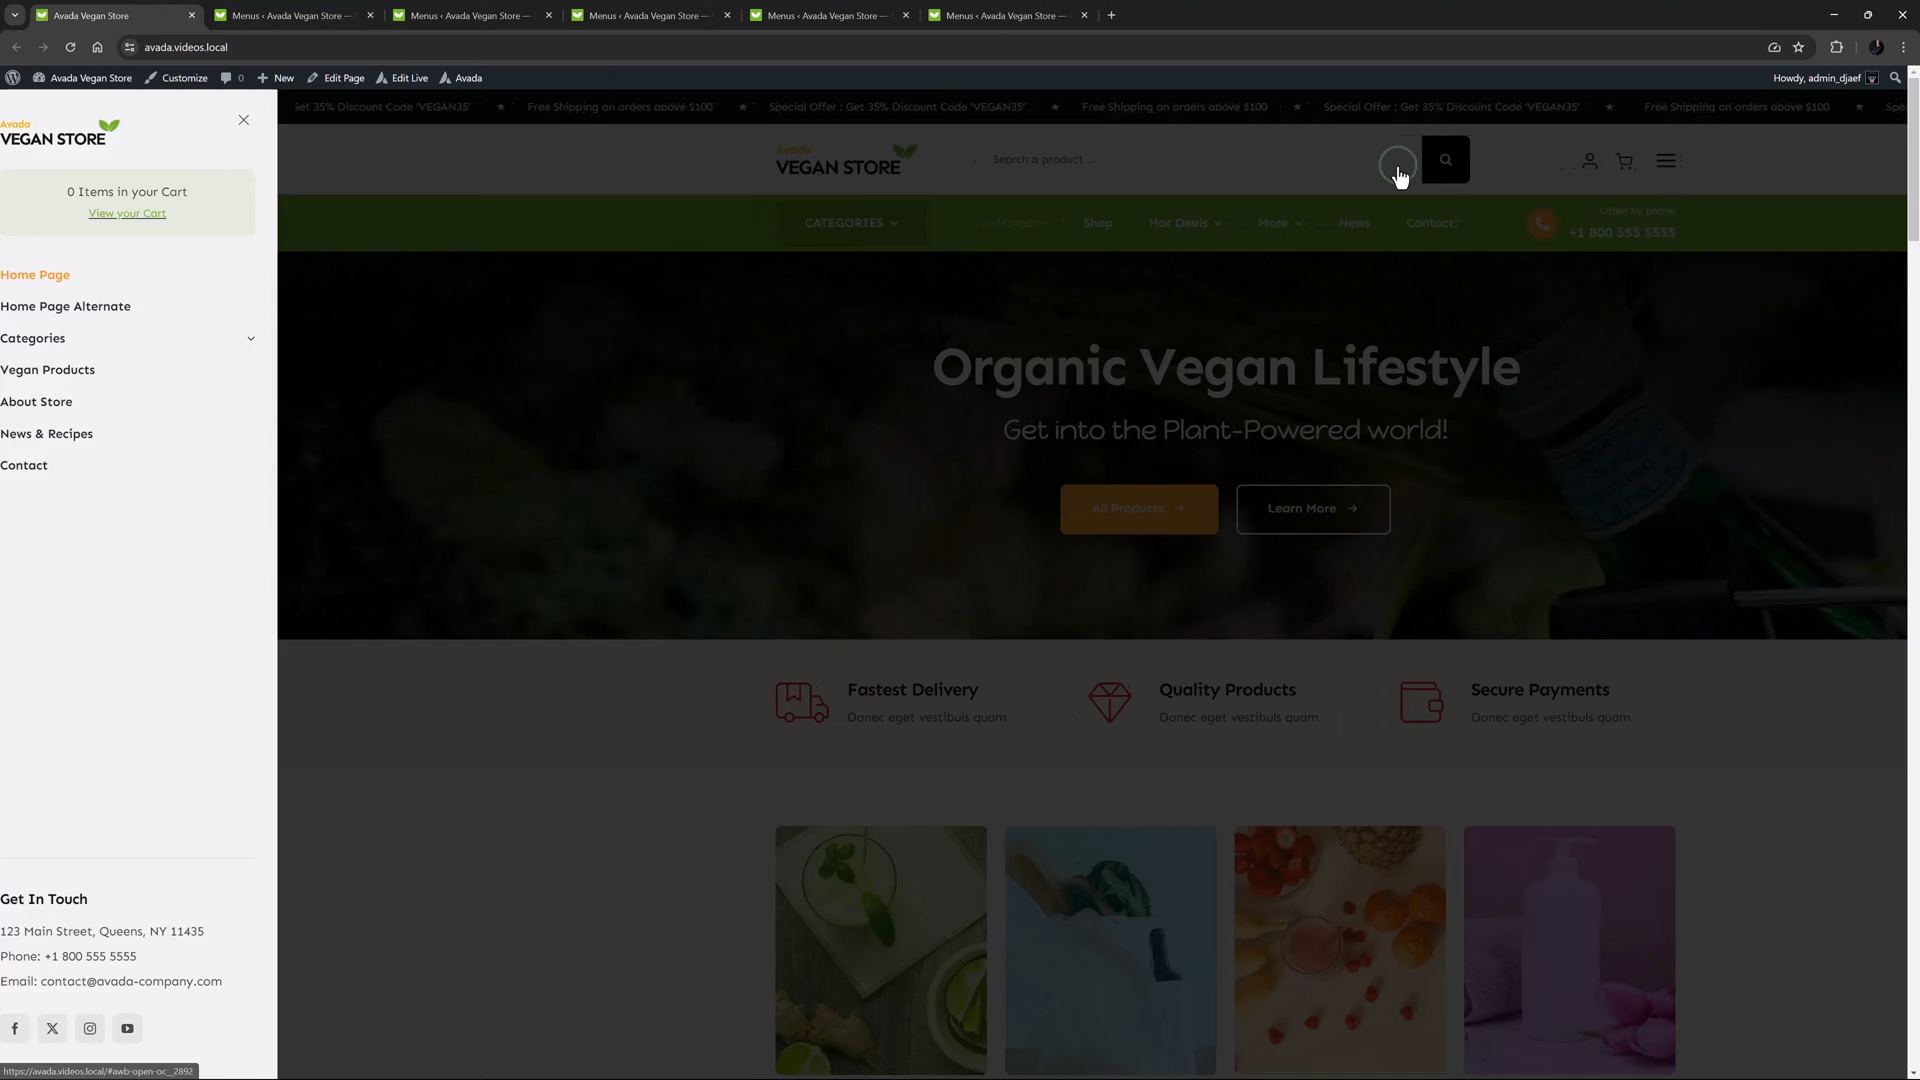 Avada Vegan Store
Menus ‹ Avada Vegan Store —
Menus ‹ Avada Vegan Store —
Menus ‹ Avada Vegan Store —
Menus ‹ Avada Vegan Store —
Menus ‹ Avada Vegan Store —
avada.videos.local
Avada Vegan Store
Customize
0
New
Edit Page
Edit Live
Avada
Howdy, admin_djaef
Get 35% Discount Code 'VEGAN35'
Free Shipping on orders above $100
Special Offer : Get 35% Discount Code 'VEGAN35'
Free Shipping on orders above $100
Special Offer : Get 35% Discount Code 'VEGAN35'
Free Shipping on orders above $100
Avada
VEGAN STORE
0 Items in your Cart
View your Cart
Home Page
Home Page Alternate
Categories
Vegan Products
About Store
News & Recipes
Contact
Get In Touch
123 Main Street, Queens, NY 11435
Phone: +1 800 555 5555
Email: contact@avada-company.com
https://avada.videos.local/#awb-open-oc__2892
Avada
VEGAN STORE
Search a product ...
CATEGORIES
Home
Shop
Hot Deals
More
News
Contact
Order by phone
+1 800 555 5555
Organic Vegan Lifestyle
Get into the Plant-Powered world!
All Products
Learn More
Fastest Delivery
Donec eget vestibuls quam
Quality Products
Donec eget vestibuls quam
Secure Payments
Donec eget vestibuls quam